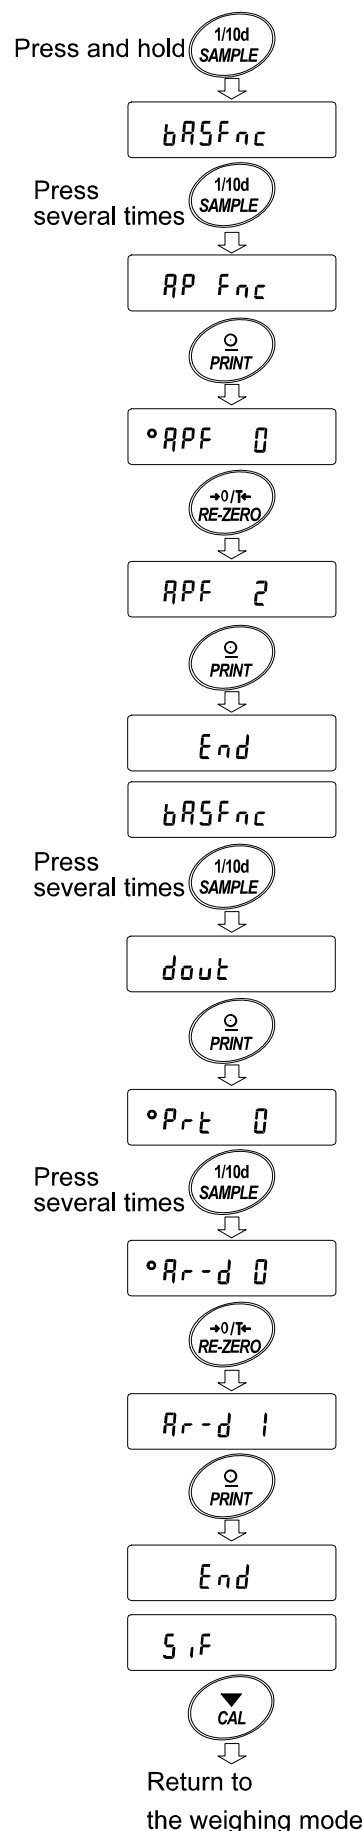 Press and hold
1/10d
SAMPLE
bASFnc
Press
several times
1/10d
SAMPLE
AP Fnc
PRINT
APF 0
→0/T←
RE-ZERO
APF 2
PRINT
End
bASFnc
Press
several times
1/10d
SAMPLE
dout
PRINT
Prt 0
Press
several times
1/10d
SAMPLE
Ar-d 0
→0/T←
RE-ZERO
Ar-d 1
PRINT
End
SiF
CAL
Return to
the weighing mode